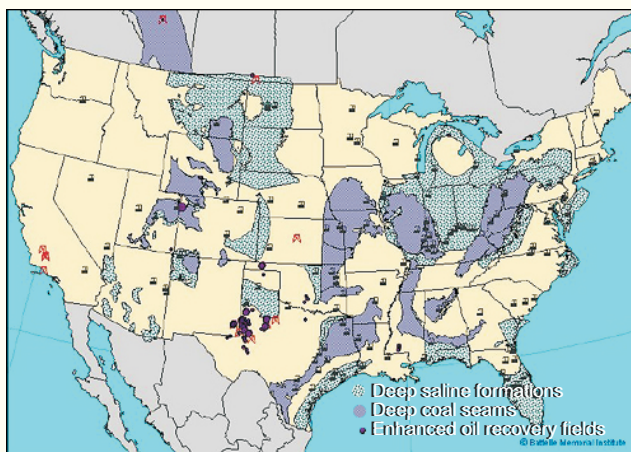 Deep saline formations
Deep coal seams
Enhanced oil recovery fields
© Battelle Memorial Institute